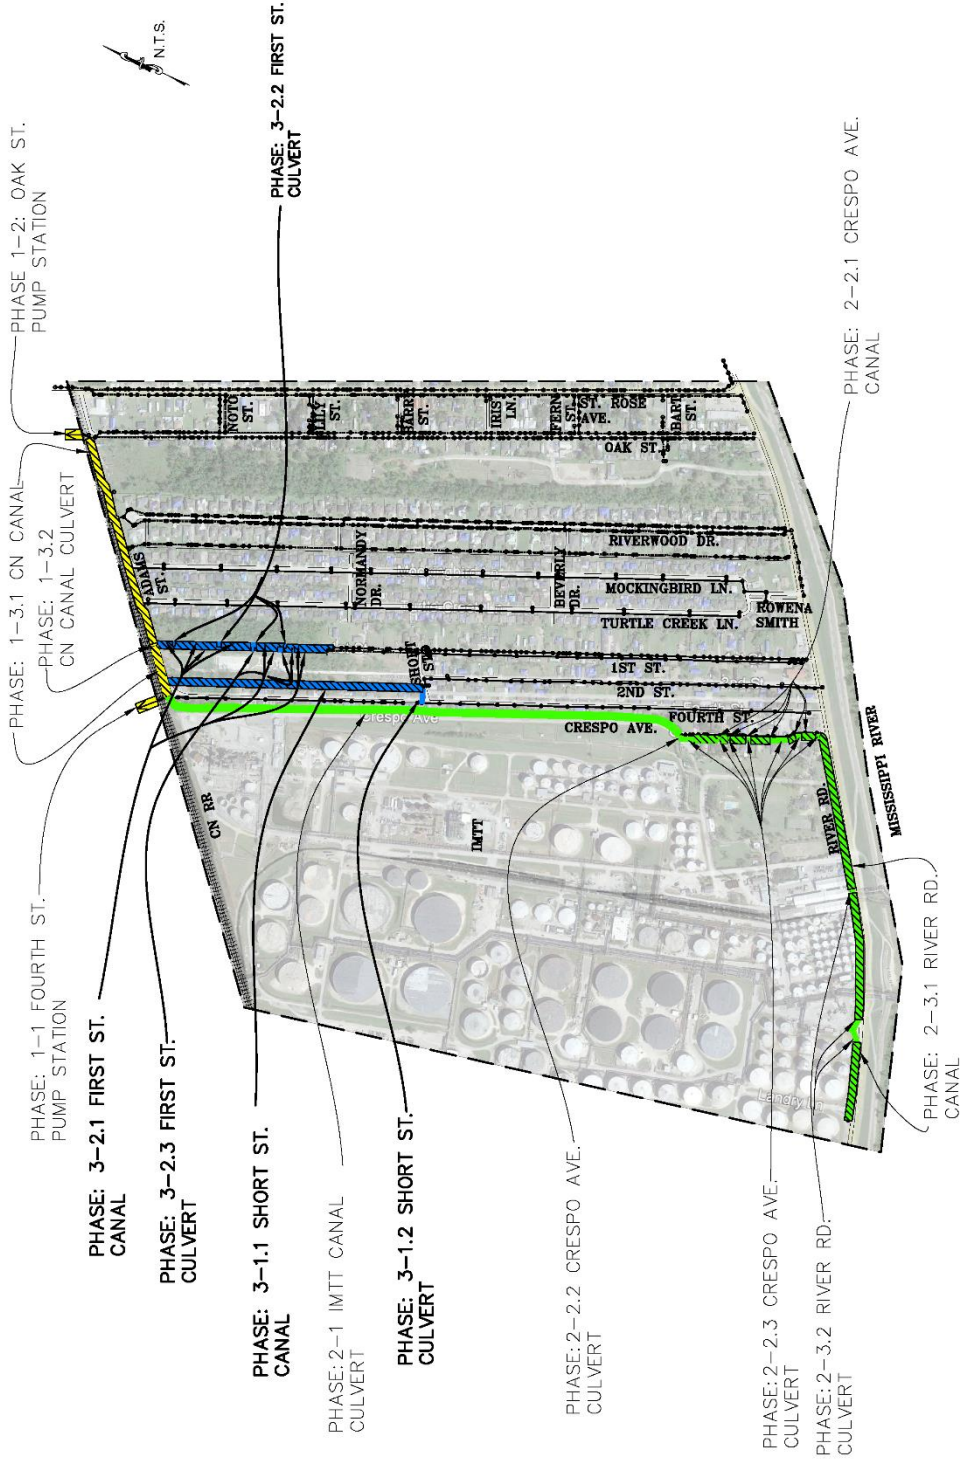 N.T.S.
PHASE: 3-2.2 FIRST ST.
CULVERT
PHASE 1-2: OAK ST.
PUMP STATION
PHASE: 1-3.1 CN CANAL
PHASE: 1-3.2
CN CANAL CULVERT
PHASE: 2-2.1 CRESPO AVE.
CANAL
NOTO
ST.
ST.
BARR
ST.
IRIS
LN.
FERN
ST.
ST. ROSE
AVE.
BART
ST.
OAK ST.
RIVERWOOD DR.
ADAMS
ST.
NORMANDY
DR.
BEVERLY
DR.
MOCKINGBIRD LN.
ROWENA
SMITH
TURTLE CREEK LN.
SHORT
ST.
1ST ST.
2ND ST.
FOURTH ST.
Crespo Ave
CRESPO AVE.
CN RR
IMTT
RIVER RD.
MISSISSIPPI RIVER
Landry Ln
PHASE: 1-1 FOURTH ST.
PUMP STATION
PHASE: 3-2.1 FIRST ST.
CANAL
PHASE: 3-2.3 FIRST ST.
CULVERT
PHASE: 3-1.1 SHORT ST.
CANAL
PHASE: 2-1 IMTT CANAL
CULVERT
PHASE: 3-1.2 SHORT ST.
CULVERT
PHASE: 2-2.2 CRESPO AVE.
CULVERT
PHASE: 2-2.3 CRESPO AVE.
CULVERT
PHASE: 2-3.2 RIVER RD.
CULVERT
PHASE: 2-3.1 RIVER RD.
CANAL